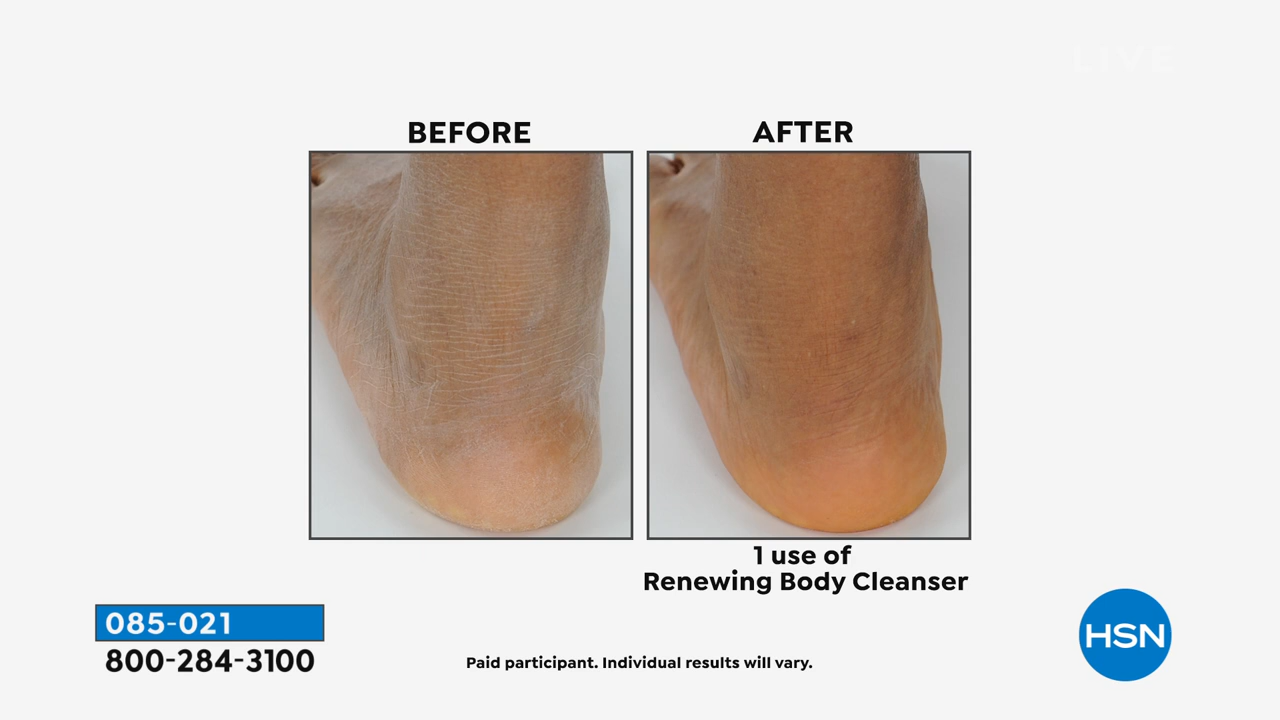 LIVE
BEFORE
AFTER
1 use of
Renewing Body Cleanser
085-021
800-284-3100
Paid participant. Individual results will vary.
HSN